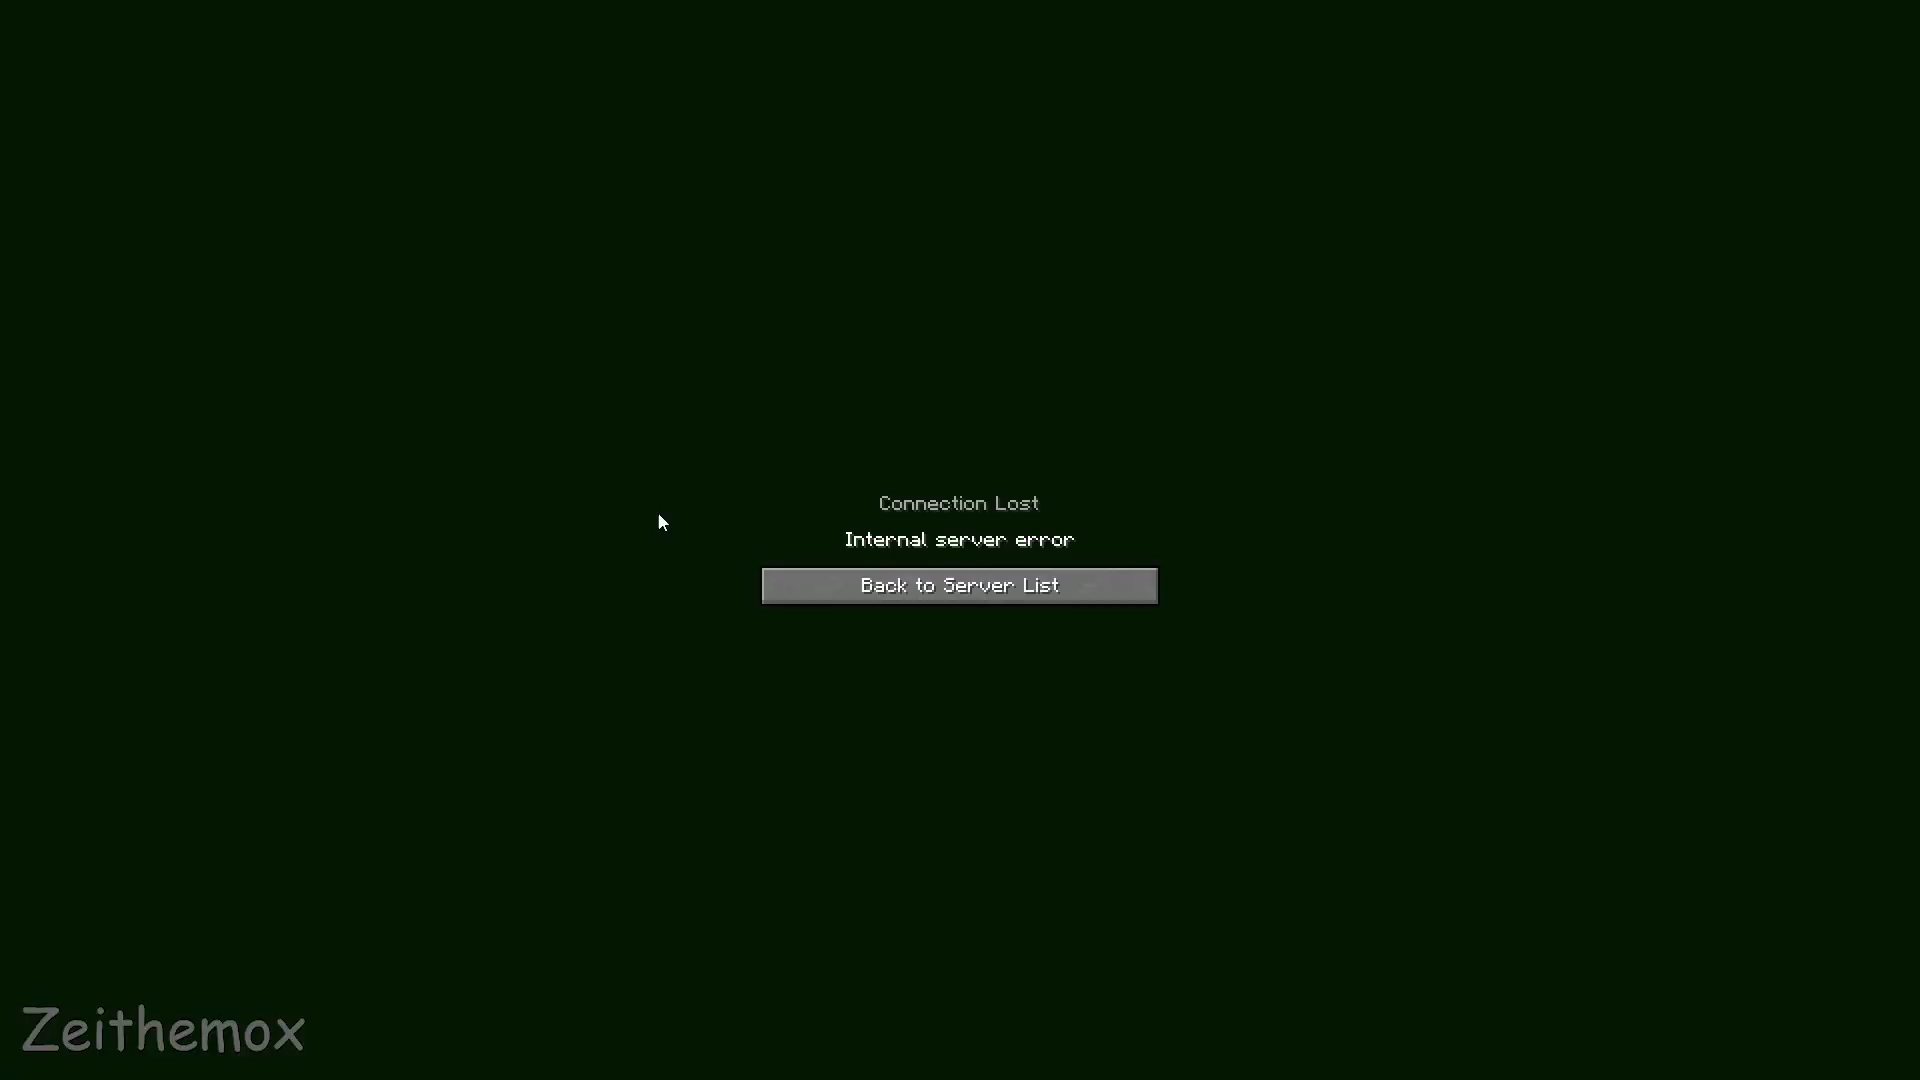 Connection Lost
Internal server error
Back to Server List
Zeithemox